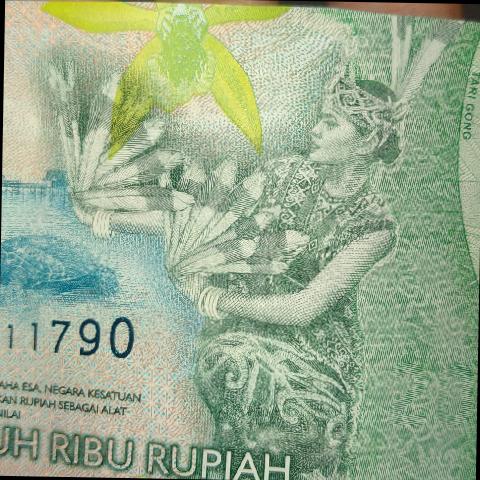 TARI GONG
11790
AHA ESA, NEGARA KESATUAN
KAN RUPIAH SEBAGAI ALAT
NILAI
UH RIBU RUPIAH